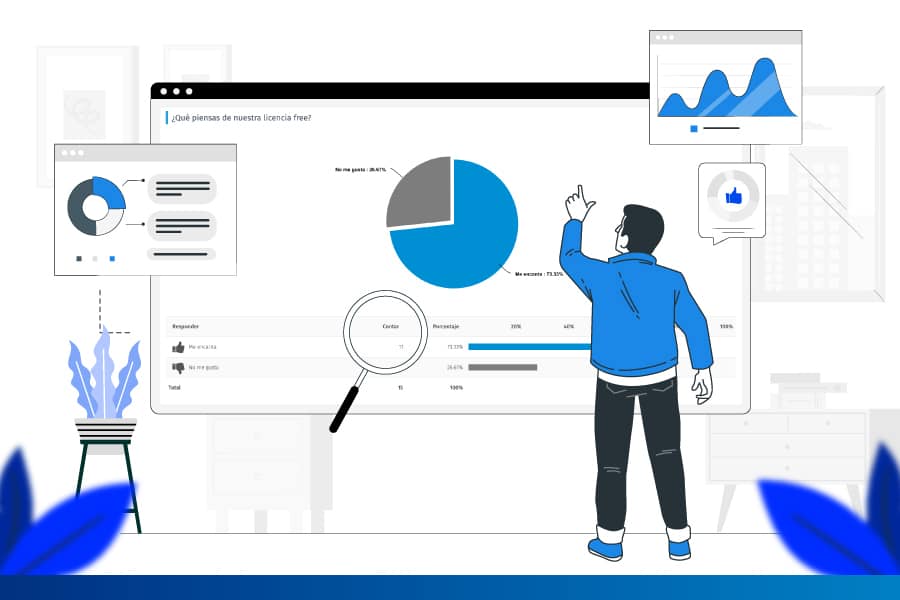 ¿Qué piensas de nuestra licencia free?
No me gusta : 26.67%
Me encanta : 73.33%
Responder Contar Porcentaje 20% 40% 100%
Me encanta 11 73.33%
No me gusta 26.67%
Total 15 100%